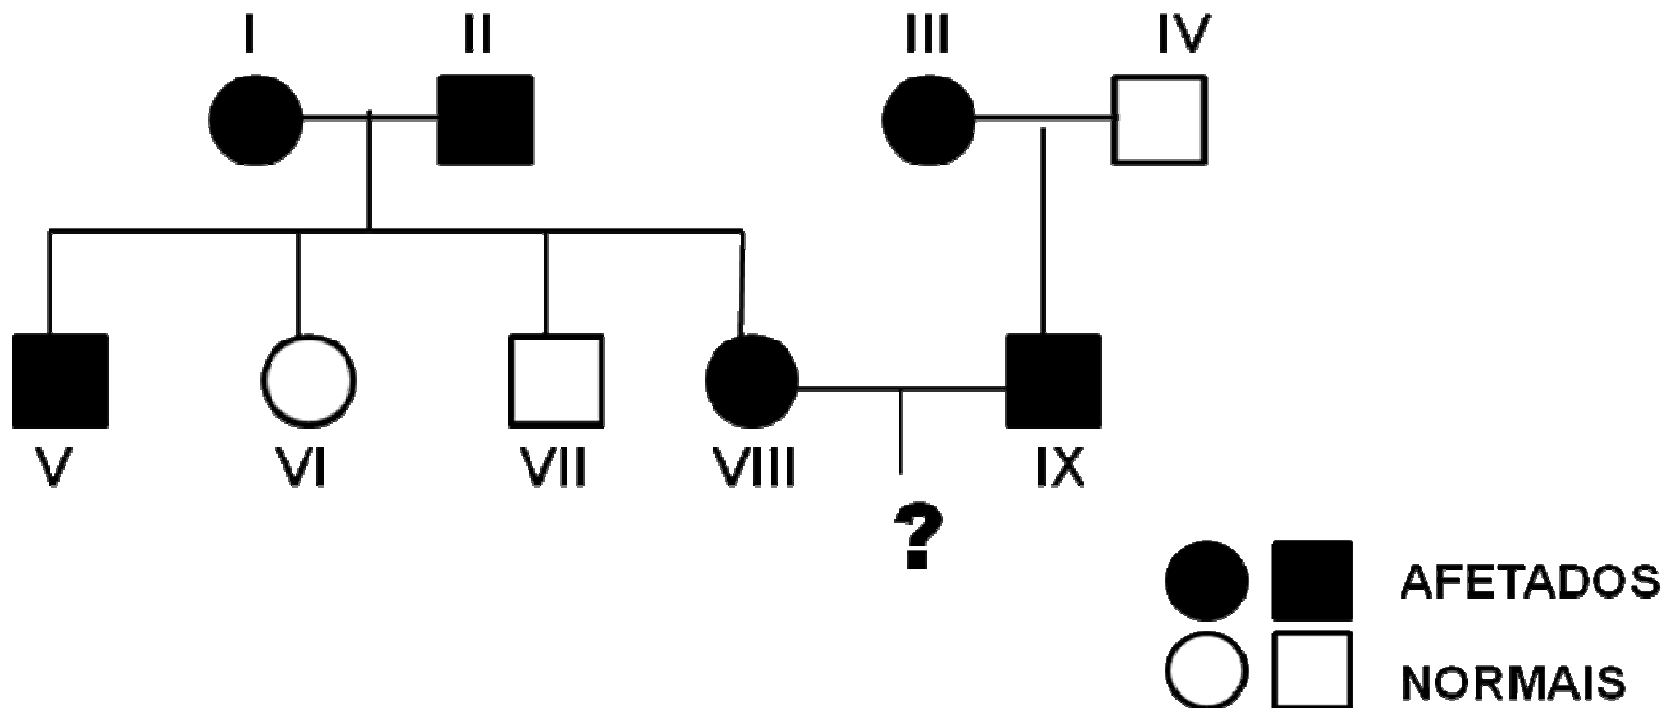 I II III IV
V VI VII VIII IX
?
AFETADOS
NORMAIS